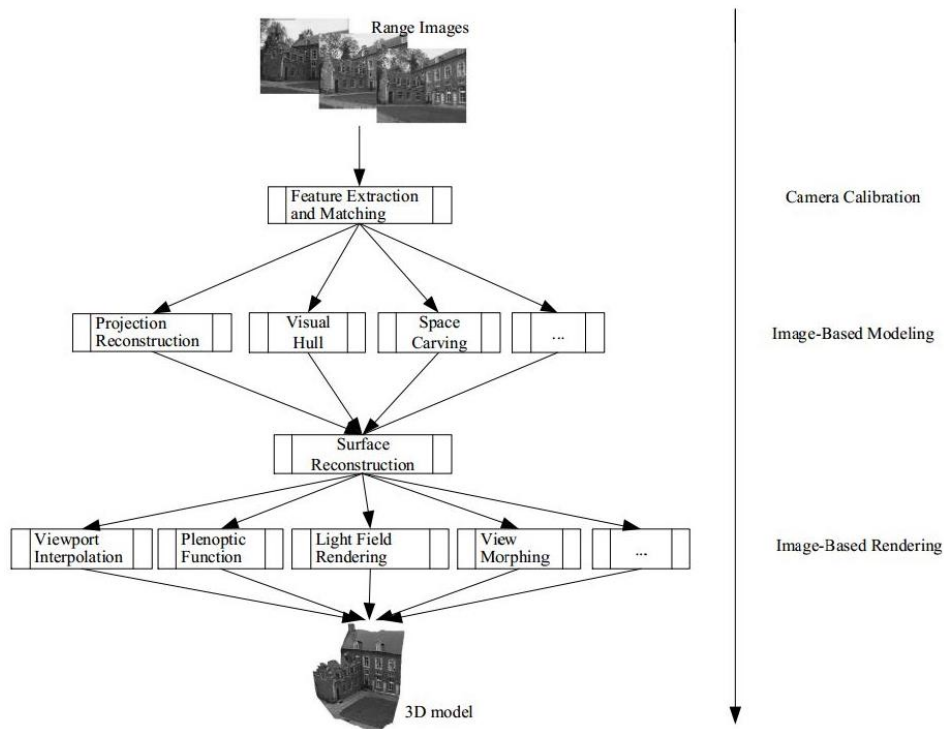 Range Images
Feature Extraction
and Matching
Camera Calibration
Projection
Reconstruction
Visual
Hull
Space
Carving
...
Image-Based Modeling
Surface
Reconstruction
Viewport
Interpolation
Plenoptic
Function
Light Field
Rendering
View
Morphing
...
Image-Based Rendering
3D model